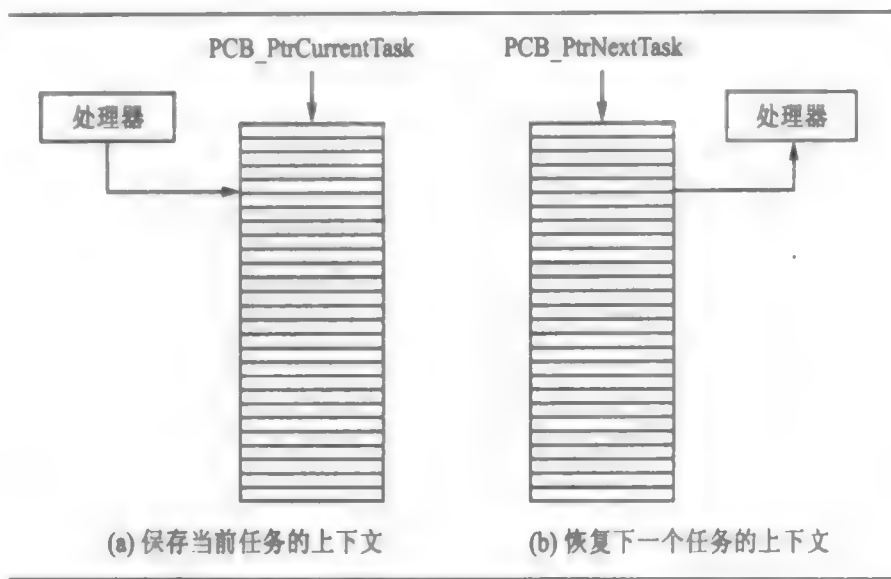 PCB_PtrCurrentTask
PCB_PtrNextTask
处理器
处理器
(a) 保存当前任务的上下文
(b) 恢复下一个任务的上下文